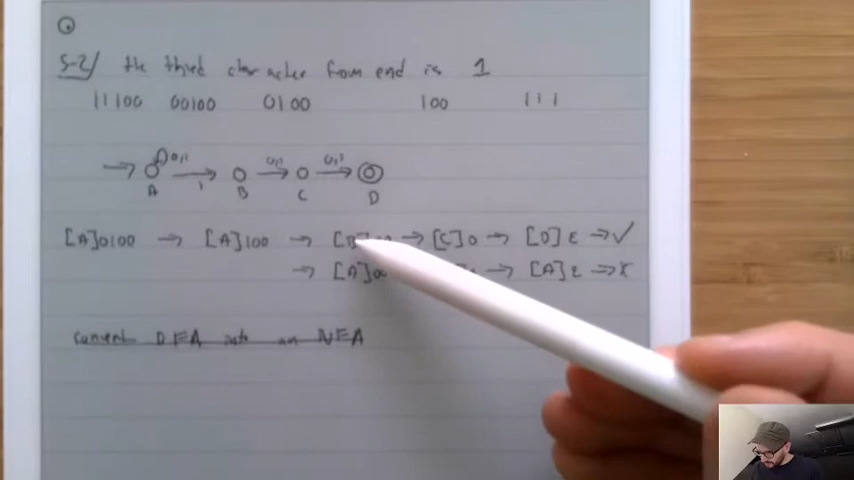 5-2/ the third character from end is 1
11100 00100 0100 100 111
0,1 1 0,1 0,1
A B C D
[A]0100 → [A]100 → [B] → [C]0 → [D]ε → ✓
→ [A] → [A]ε → x
convert DFA into an NFA